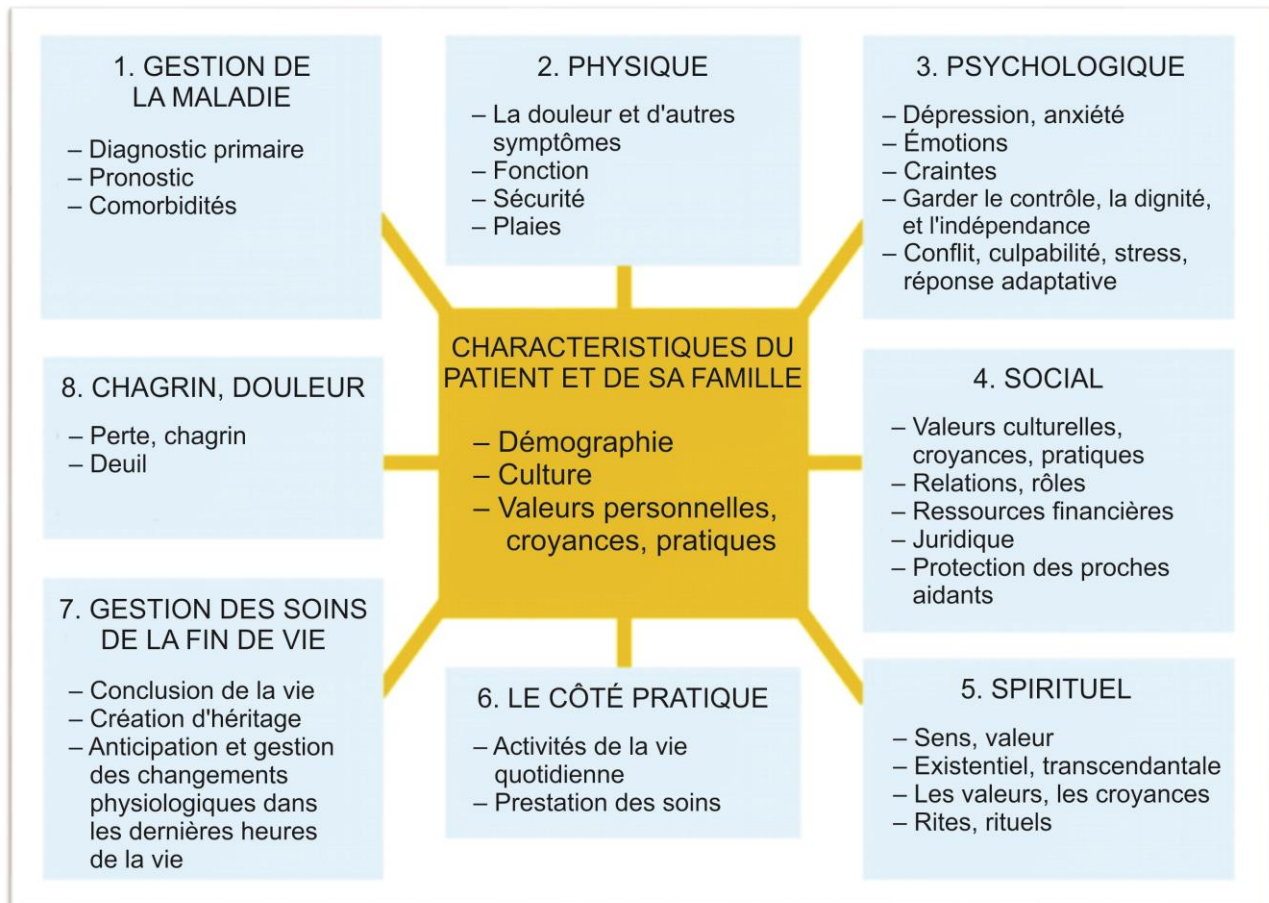 1. GESTION DE
LA MALADIE
– Diagnostic primaire
– Pronostic
– Comorbidités
2. PHYSIQUE
– La douleur et d'autres
symptômes
– Fonction
– Sécurité
– Plaies
3. PSYCHOLOGIQUE
– Dépression, anxiété
– Émotions
– Craintes
– Garder le contrôle, la dignité,
et l'indépendance
– Conflit, culpabilité, stress,
réponse adaptative
8. CHAGRIN, DOULEUR
– Perte, chagrin
– Deuil
CHARACTERISTIQUES DU
PATIENT ET DE SA FAMILLE
– Démographie
– Culture
– Valeurs personnelles,
croyances, pratiques
4. SOCIAL
– Valeurs culturelles,
croyances, pratiques
– Relations, rôles
– Ressources financières
– Juridique
– Protection des proches
aidants
7. GESTION DES SOINS
DE LA FIN DE VIE
– Conclusion de la vie
– Création d'héritage
– Anticipation et gestion
des changements
physiologiques dans
les dernières heures
de la vie
6. LE CÔTÉ PRATIQUE
– Activités de la vie
quotidienne
– Prestation des soins
5. SPIRITUEL
– Sens, valeur
– Existentiel, transcendantale
– Les valeurs, les croyances
– Rites, rituels